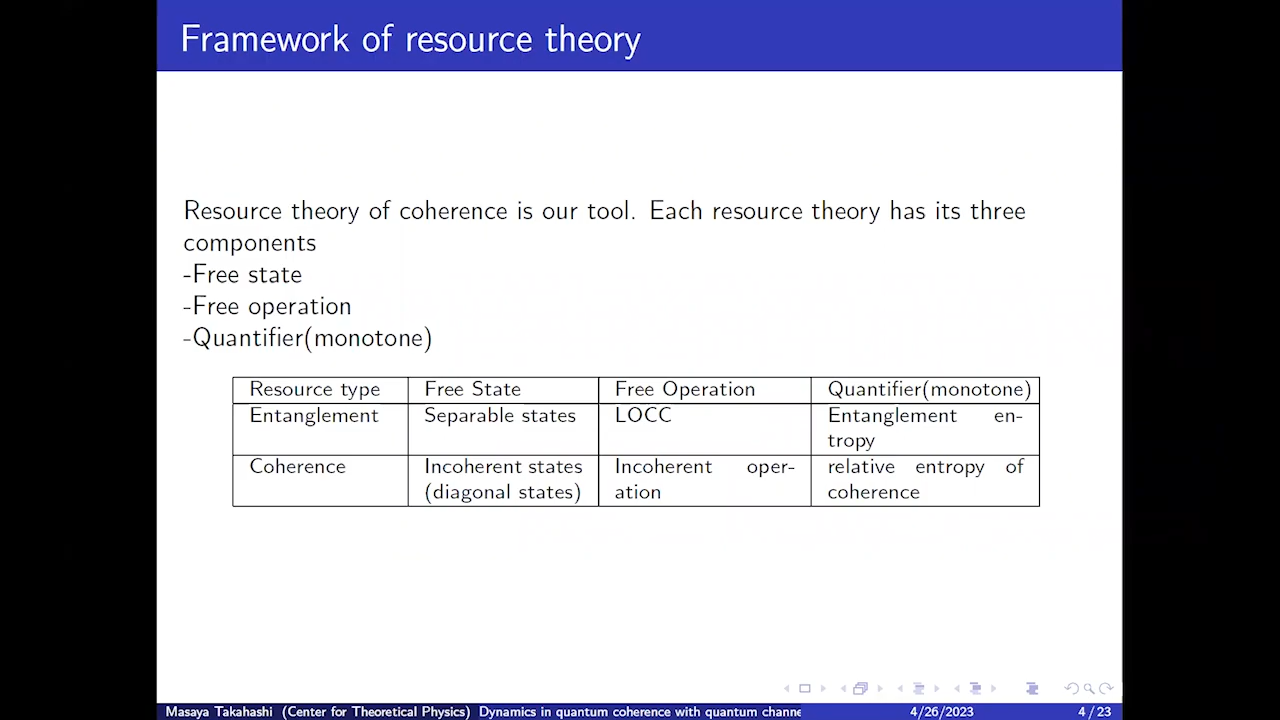 Framework of resource theory
Resource theory of coherence is our tool. Each resource theory has its three
components
-Free state
-Free operation
-Quantifier(monotone)
Resource type Free State Free Operation Quantifier(monotone)
Entanglement Separable states LOCC Entanglement en-
tropy
Coherence Incoherent states Incoherent oper- relative entropy of
(diagonal states) ation coherence
Masaya Takahashi (Center for Theoretical Physics) Dynamics in quantum coherence with quantum channe 4/26/2023 4 / 23